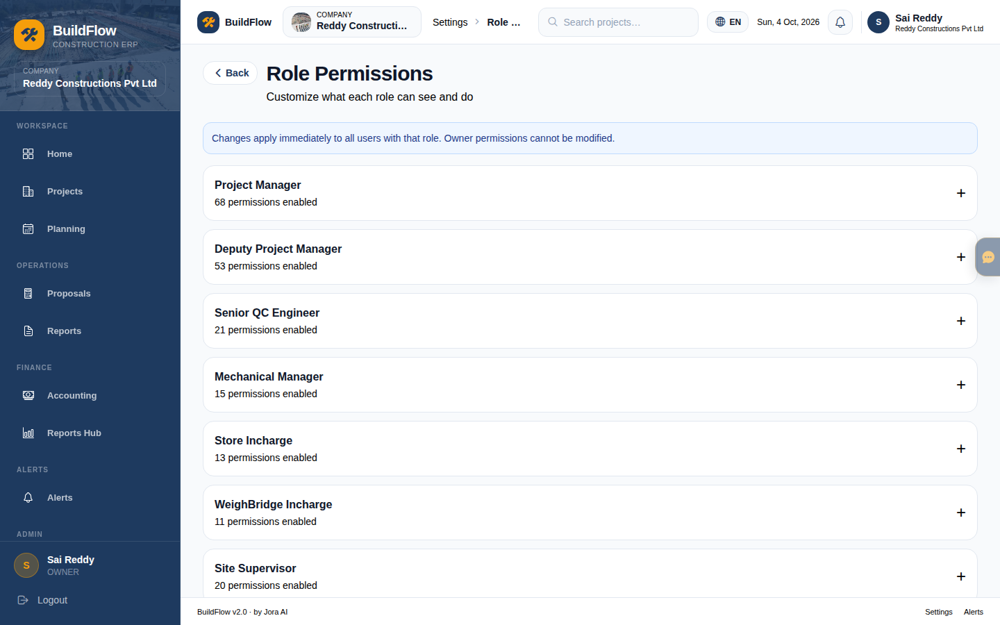 BuildFlow
CONSTRUCTION ERP
COMPANY
Reddy Constructions Pvt Ltd
WORKSPACE
Home
Projects
Planning
OPERATIONS
Proposals
Reports
FINANCE
Accounting
Reports Hub
ALERTS
Alerts
ADMIN
S
Sai Reddy
OWNER
Logout
BuildFlow
COMPANY
Reddy Constructi...
Settings
Role ...
Search projects...
EN
Sun, 4 Oct, 2026
S
Sai Reddy
Reddy Constructions Pvt Ltd
Back
Role Permissions
Customize what each role can see and do
Changes apply immediately to all users with that role. Owner permissions cannot be modified.
Project Manager
68 permissions enabled
+
Deputy Project Manager
53 permissions enabled
+
Senior QC Engineer
21 permissions enabled
+
Mechanical Manager
15 permissions enabled
+
Store Incharge
13 permissions enabled
+
WeighBridge Incharge
11 permissions enabled
+
Site Supervisor
20 permissions enabled
+
BuildFlow v2.0 · by Jora AI
Settings
Alerts